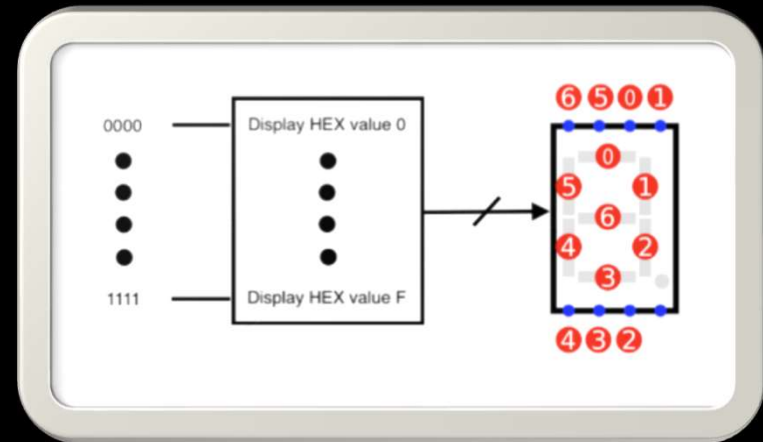 6 5 0 1
0000 Display HEX value 0
0
5 1
6
4 2
3
1111 Display HEX value F
4 3 2